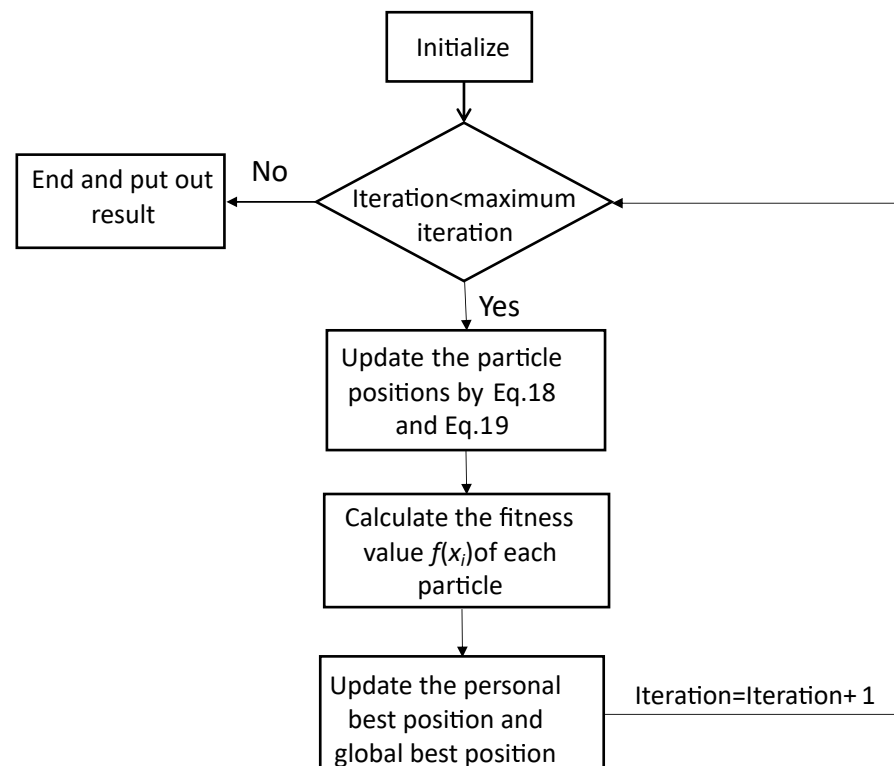 Initialize
End and put out
result
No
Iteration<maximum
iteration
Yes
Update the particle
positions by Eq.18
and Eq.19
Calculate the fitness
value f(xi)of each
particle
Update the personal
best position and
global best position
Iteration=Iteration+ 1